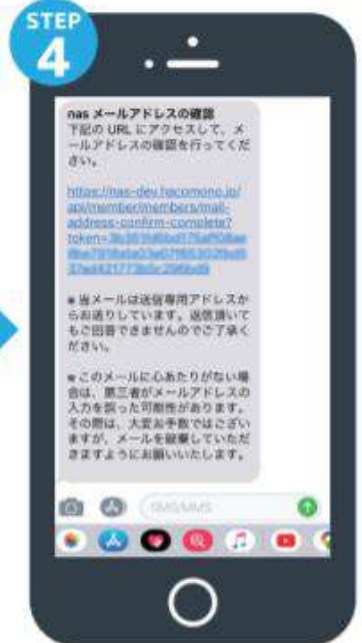 STEP
4
nas メールアドレスの確認
下記の URL にアクセスして、メ
ールアドレスの確認を行ってくだ
さい。
https://nas-dev.hacomono.jp/
api/member/members/mail-
address-confirm-complete?
token=
※当メールは送信専用アドレスか
らお送りしています。返信頂いて
もご回答できませんのでご了承く
ださい。
※このメールに心あたりがない場
合は、第三者がメールアドレスの
入力を誤った可能性があります。
その際は、大変お手数ではござい
ますが、メールを破棄していただ
きますようにお願いいたします。
SMS/MMS